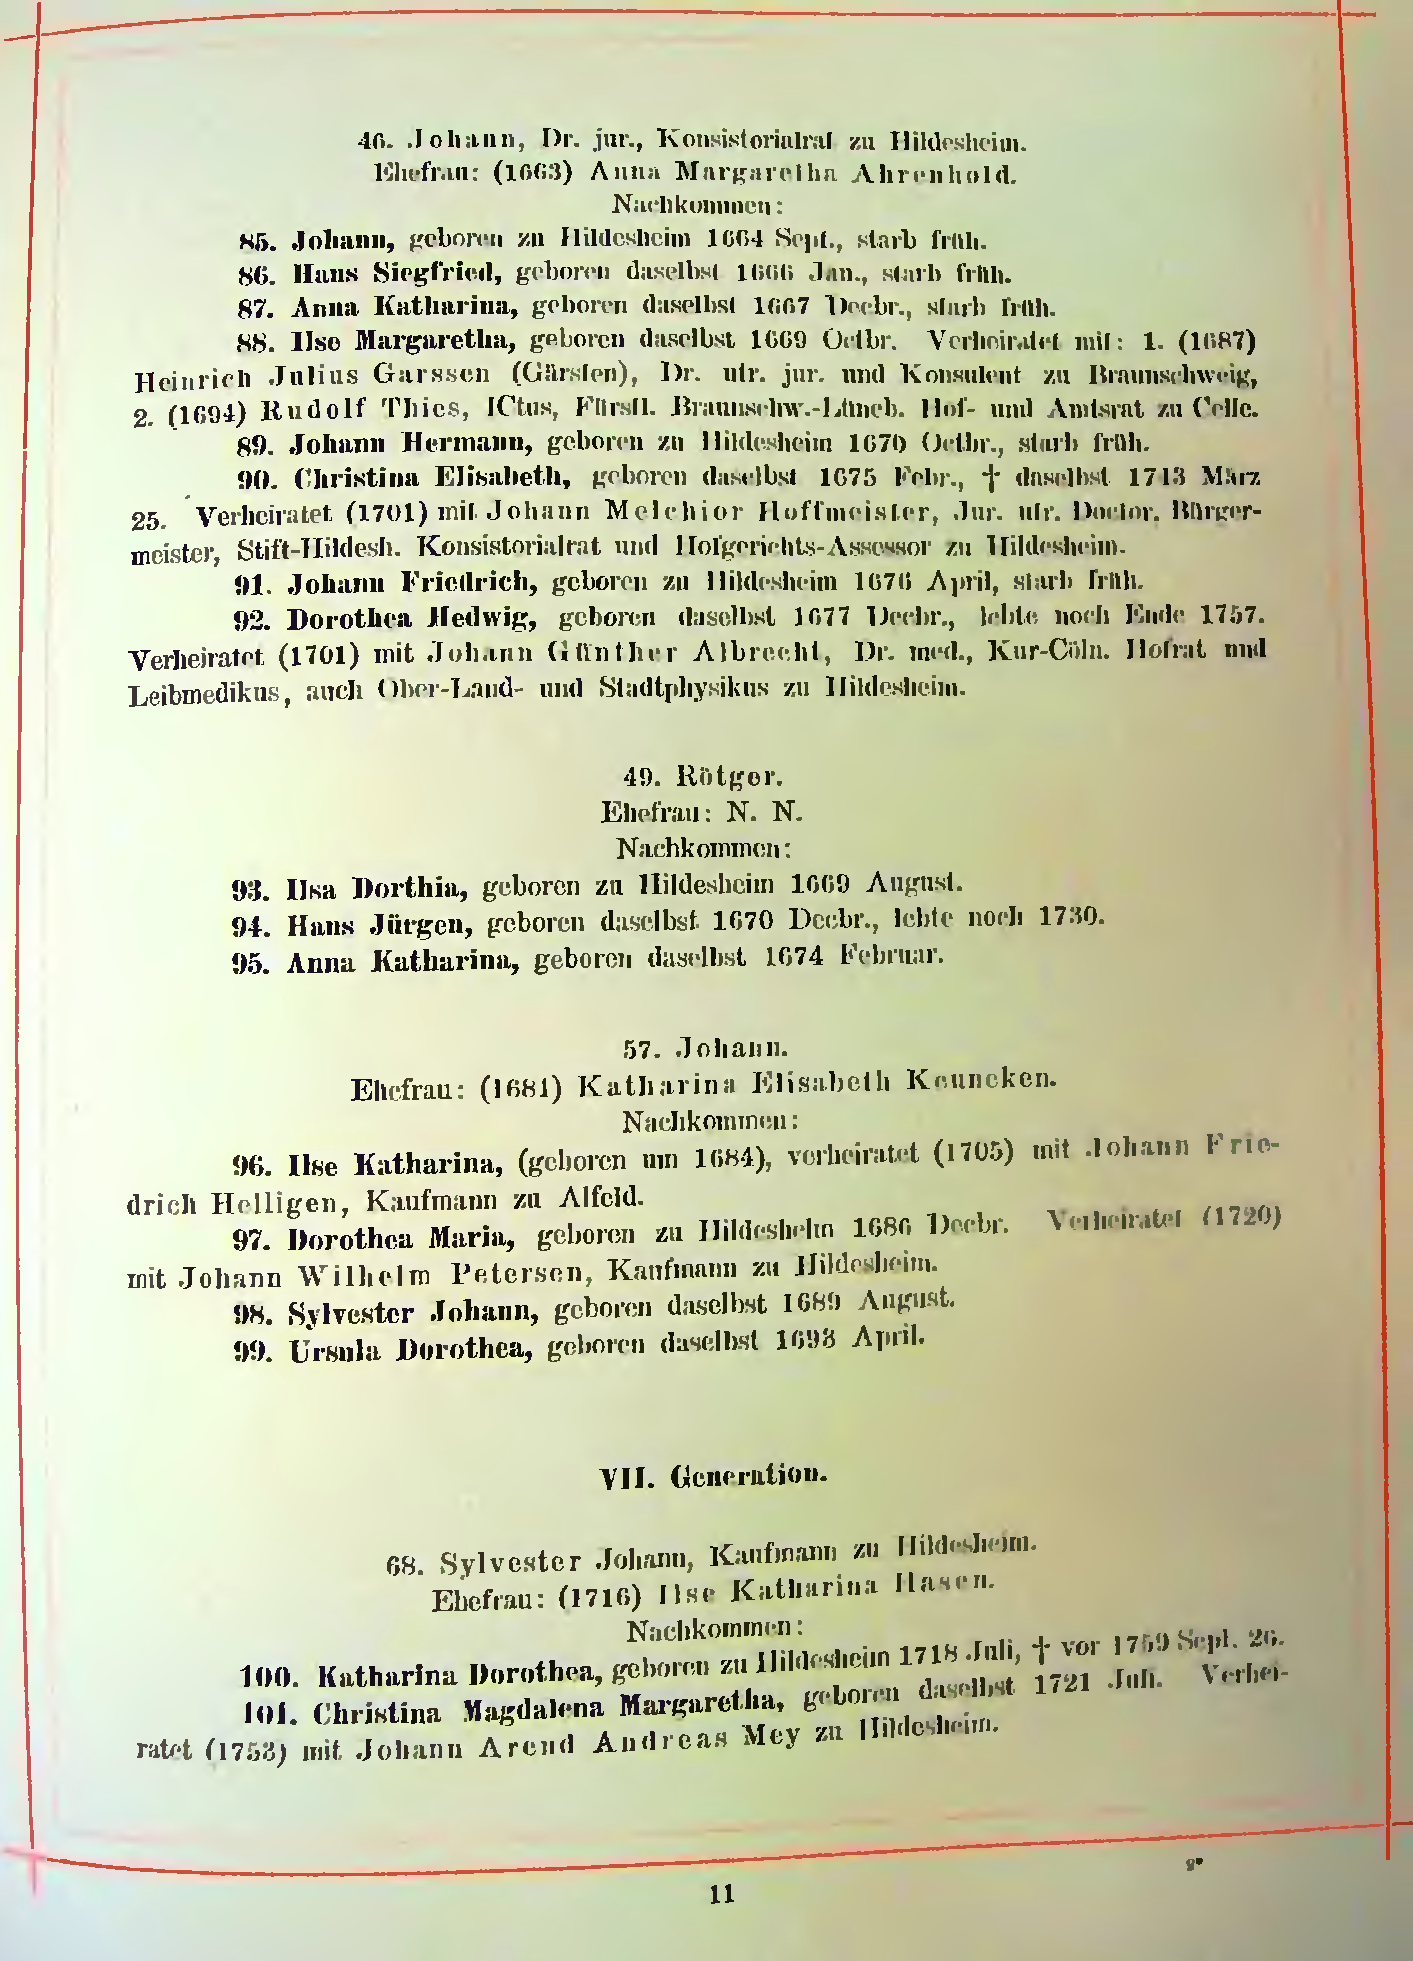 46. Johann, Dr. jur., Konsistorialrat zu Hildesheim.
Ehefrau: (1663) Anna Margaretha Ahrenhold.
Nachkommen:
85. Johann, geboren zu Hildesheim 1664 Sept., starb früh.
86. Hans Siegfried, geboren daselbst 1666 Jan., starb früh.
87. Anna Katharina, geboren daselbst 1667 Decbr., starb früh.
88. Ilse Margaretha, geboren daselbst 1669 Octbr. Verheiratet mit: 1. (1687)
Heinrich Julius Garssen (Gärsten), Dr. utr. jur. und Konsulent zu Braunschweig,
2. (1694) Rudolf Thies, ICtus, Fürstl. Braunschw.-Lüneb. Hof- und Amtsrat zu Celle.
89. Johann Hermann, geboren zu Hildesheim 1670 Octbr., starb früh.
90. Christina Elisabeth, geboren daselbst 1675 Febr., † daselbst 1713 März
25. Verheiratet (1701) mit Johann Melchior Hoffmeister, Jur. utr. Doctor, Bürger-
meister, Stift-Hildesh. Konsistorialrat und Hofgerichts-Assessor zu Hildesheim.
91. Johann Friedrich, geboren zu Hildesheim 1676 April, starb früh.
92. Dorothea Hedwig, geboren daselbst 1677 Decbr., lebte noch Ende 1757.
Verheiratet (1701) mit Johann Günther Albrecht, Dr. med., Kur-Cöln. Hofrat und
Leibmedikus, auch Ober-Land- und Stadtphysikus zu Hildesheim.
49. Rötger.
Ehefrau: N. N.
Nachkommen:
93. Ilsa Dorthia, geboren zu Hildesheim 1669 August.
94. Hans Jürgen, geboren daselbst 1670 Decbr., lebte noch 1730.
95. Anna Katharina, geboren daselbst 1674 Februar.
57. Johann.
Ehefrau: (1681) Katharina Elisabeth Keuncken.
Nachkommen:
96. Ilse Katharina, (geboren um 1684), verheiratet (1705) mit Johann Frie-
drich Helligen, Kaufmann zu Alfeld.
97. Dorothea Maria, geboren zu Hildesheim 1686 Decbr. Verheiratet (1720)
mit Johann Wilhelm Petersen, Kaufmann zu Hildesheim.
98. Sylvester Johann, geboren daselbst 1689 August.
99. Ursula Dorothea, geboren daselbst 1693 April.
VII. Generation.
68. Sylvester Johann, Kaufmann zu Hildesheim.
Ehefrau: (1716) Ilse Katharina Hasen.
Nachkommen:
100. Katharina Dorothea, geboren zu Hildesheim 1718 Juli, † vor 1759 Sept. 26.
101. Christina Magdalena Margaretha, geboren daselbst 1721 Juli. Verhei-
ratet (1753) mit Johann Arend Andreas Mey zu Hildesheim.
11